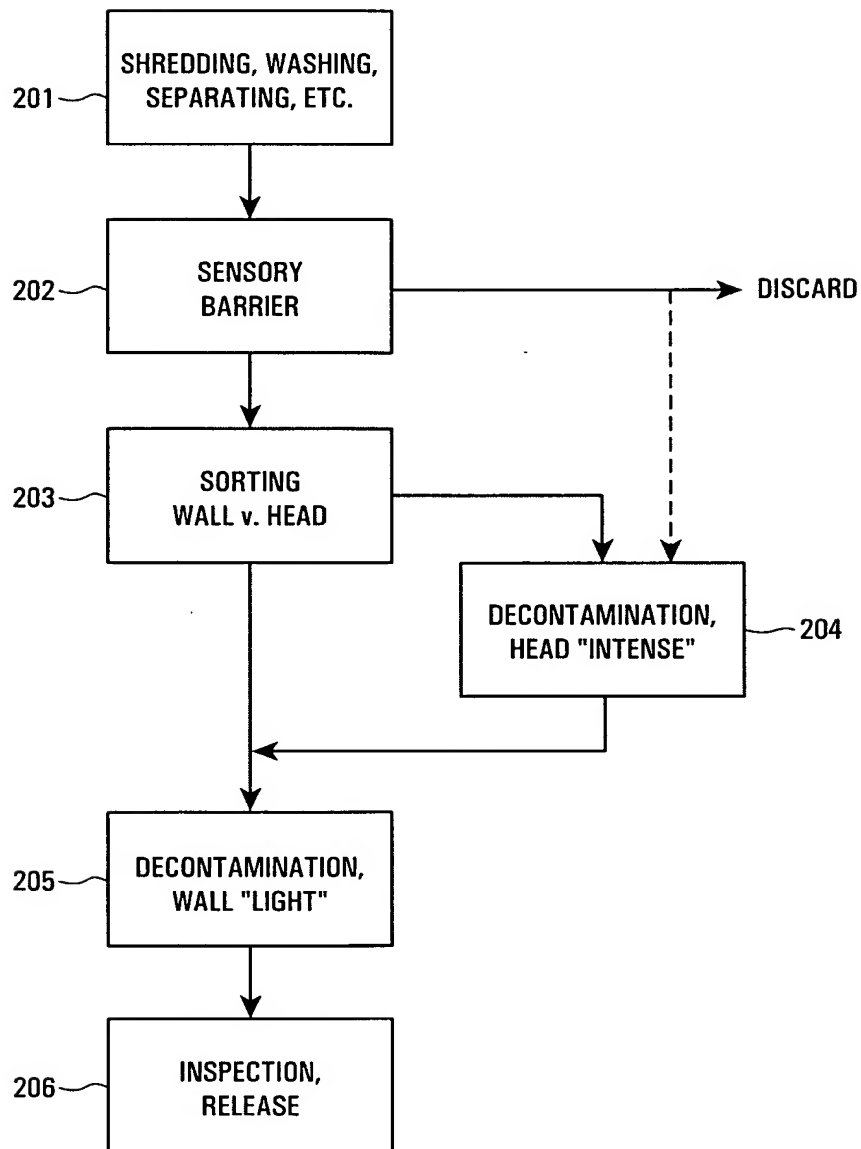 SHREDDING, WASHING,
SEPARATING, ETC.
201
SENSORY
BARRIER
202
DISCARD
SORTING
WALL v. HEAD
203
DECONTAMINATION,
HEAD "INTENSE"
204
DECONTAMINATION,
WALL "LIGHT"
205
INSPECTION,
RELEASE
206